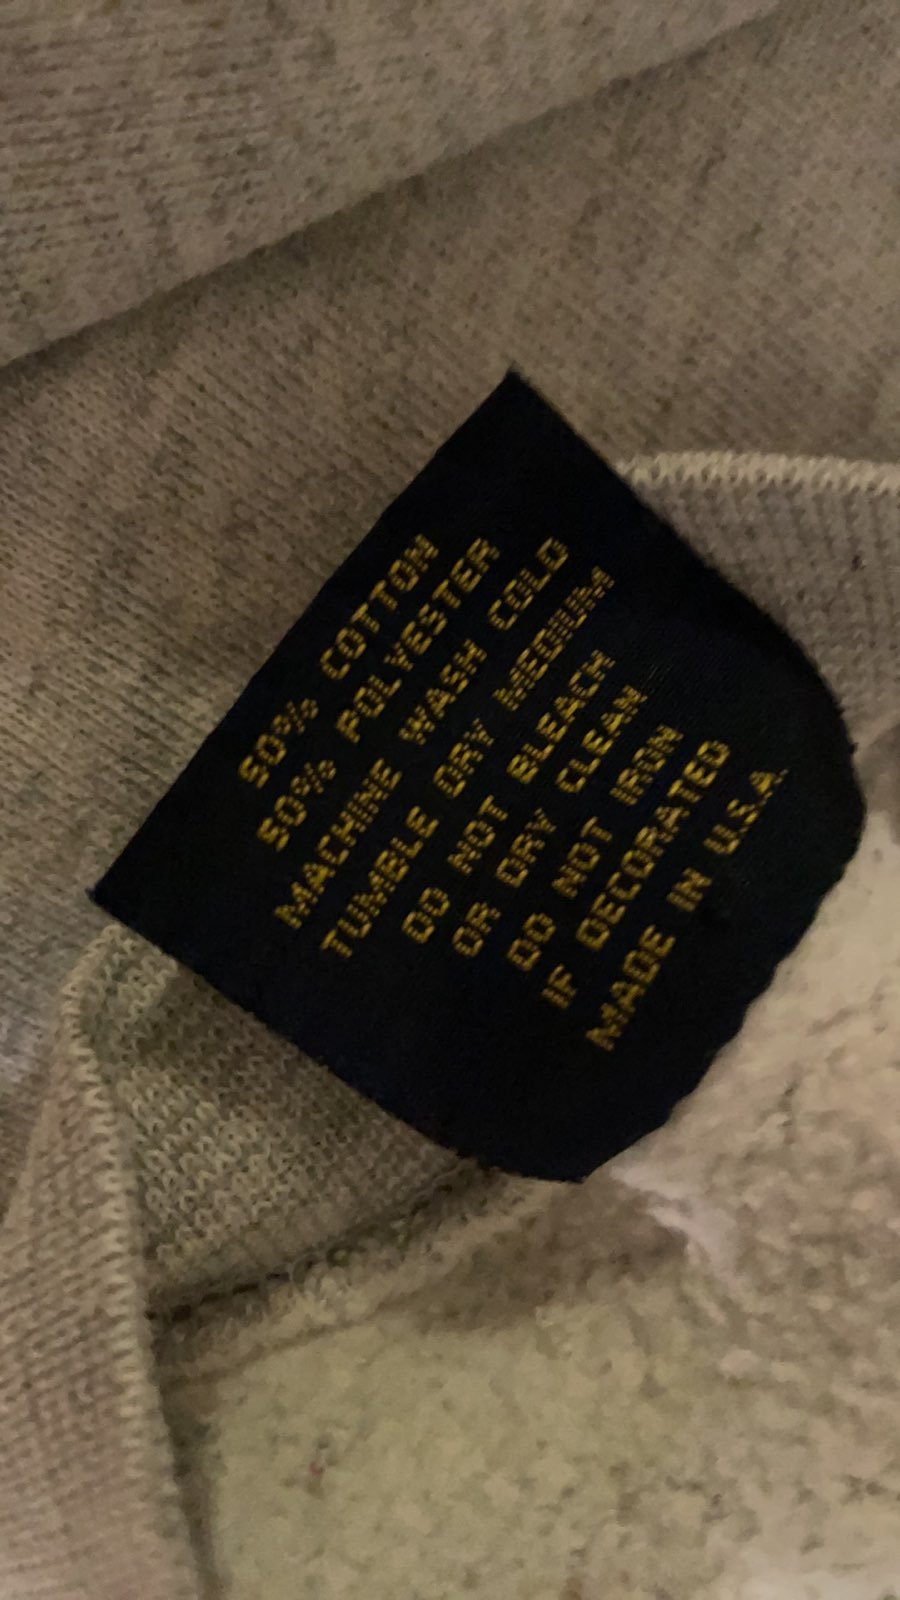 50% COTTON
50% POLYESTER
MACHINE WASH COLD
TUMBLE DRY MEDIUM
DO NOT BLEACH
OR DRY CLEAN
DO NOT IRON
IF DECORATED
MADE IN U.S.A.